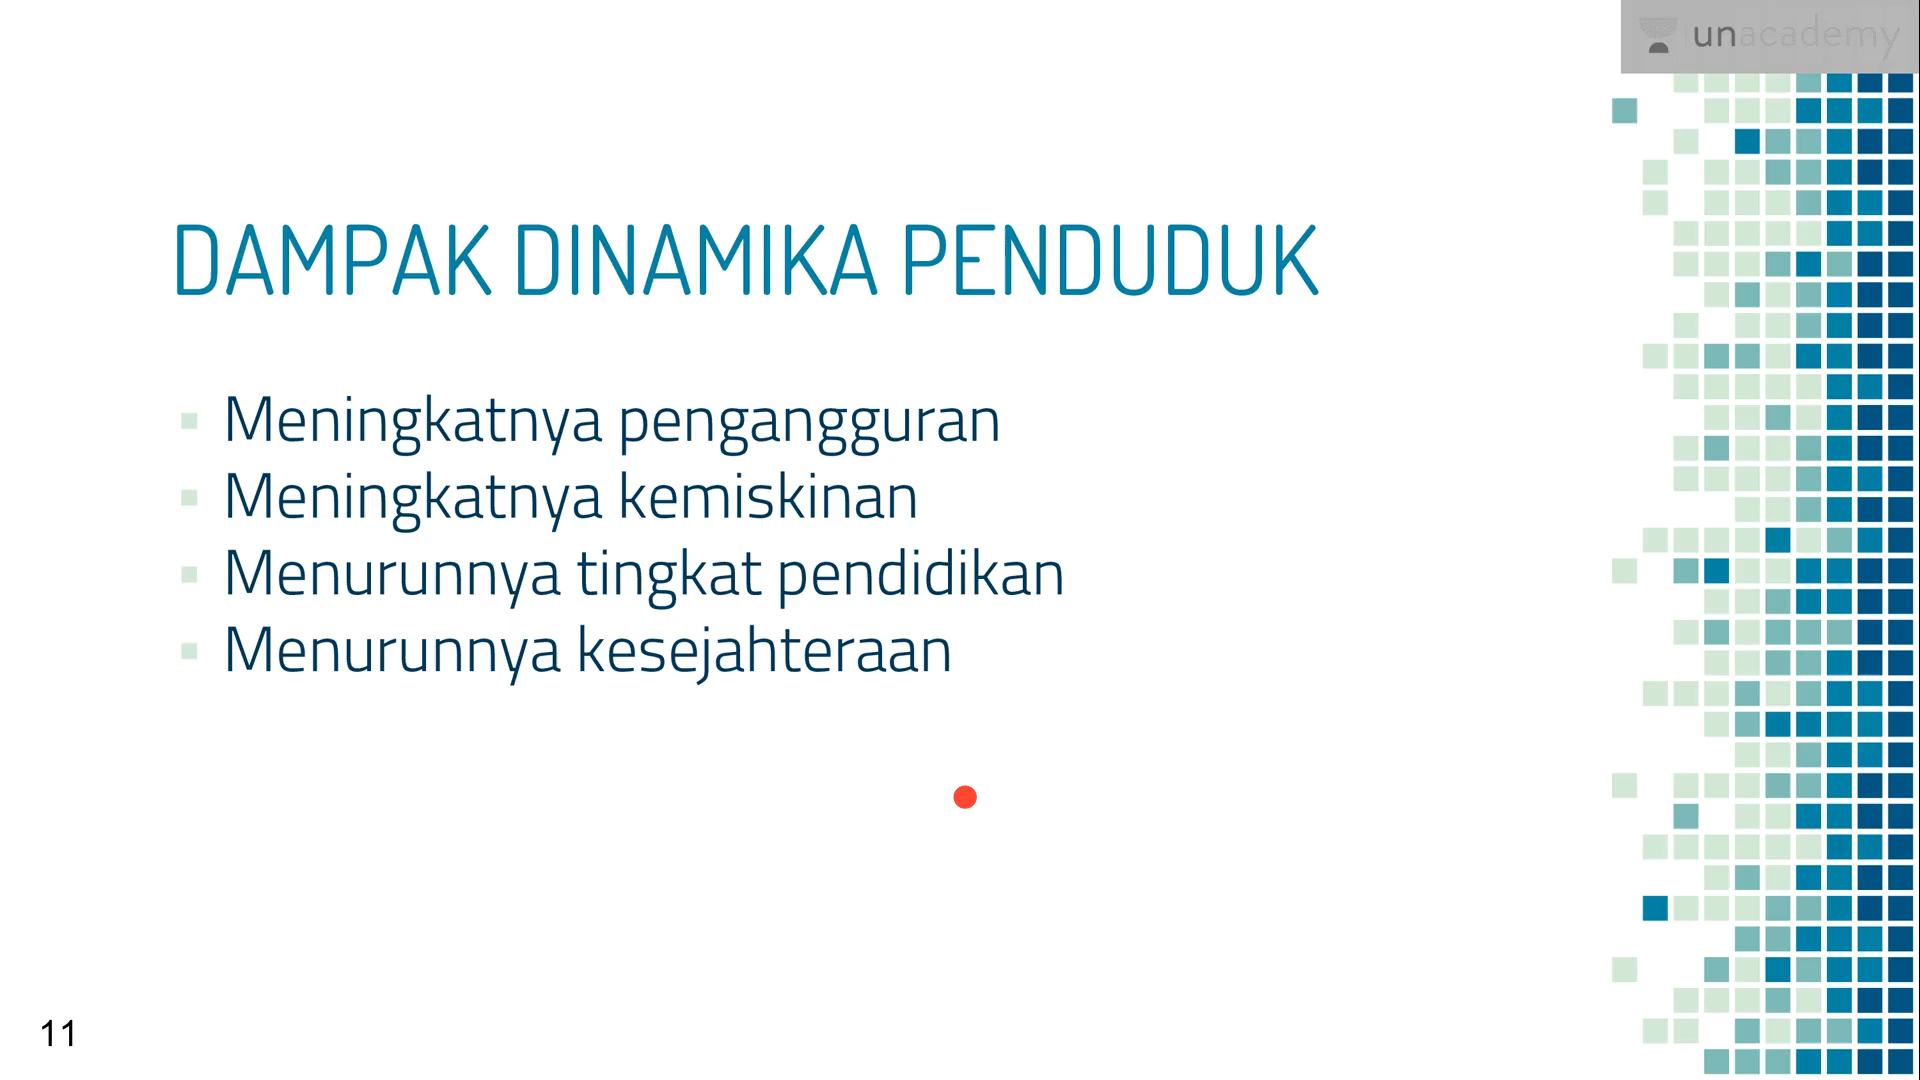 unacademy
DAMPAK DINAMIKA PENDUDUK
Meningkatnya pengangguran
Meningkatnya kemiskinan
Menurunnya tingkat pendidikan
Menurunnya kesejahteraan
11